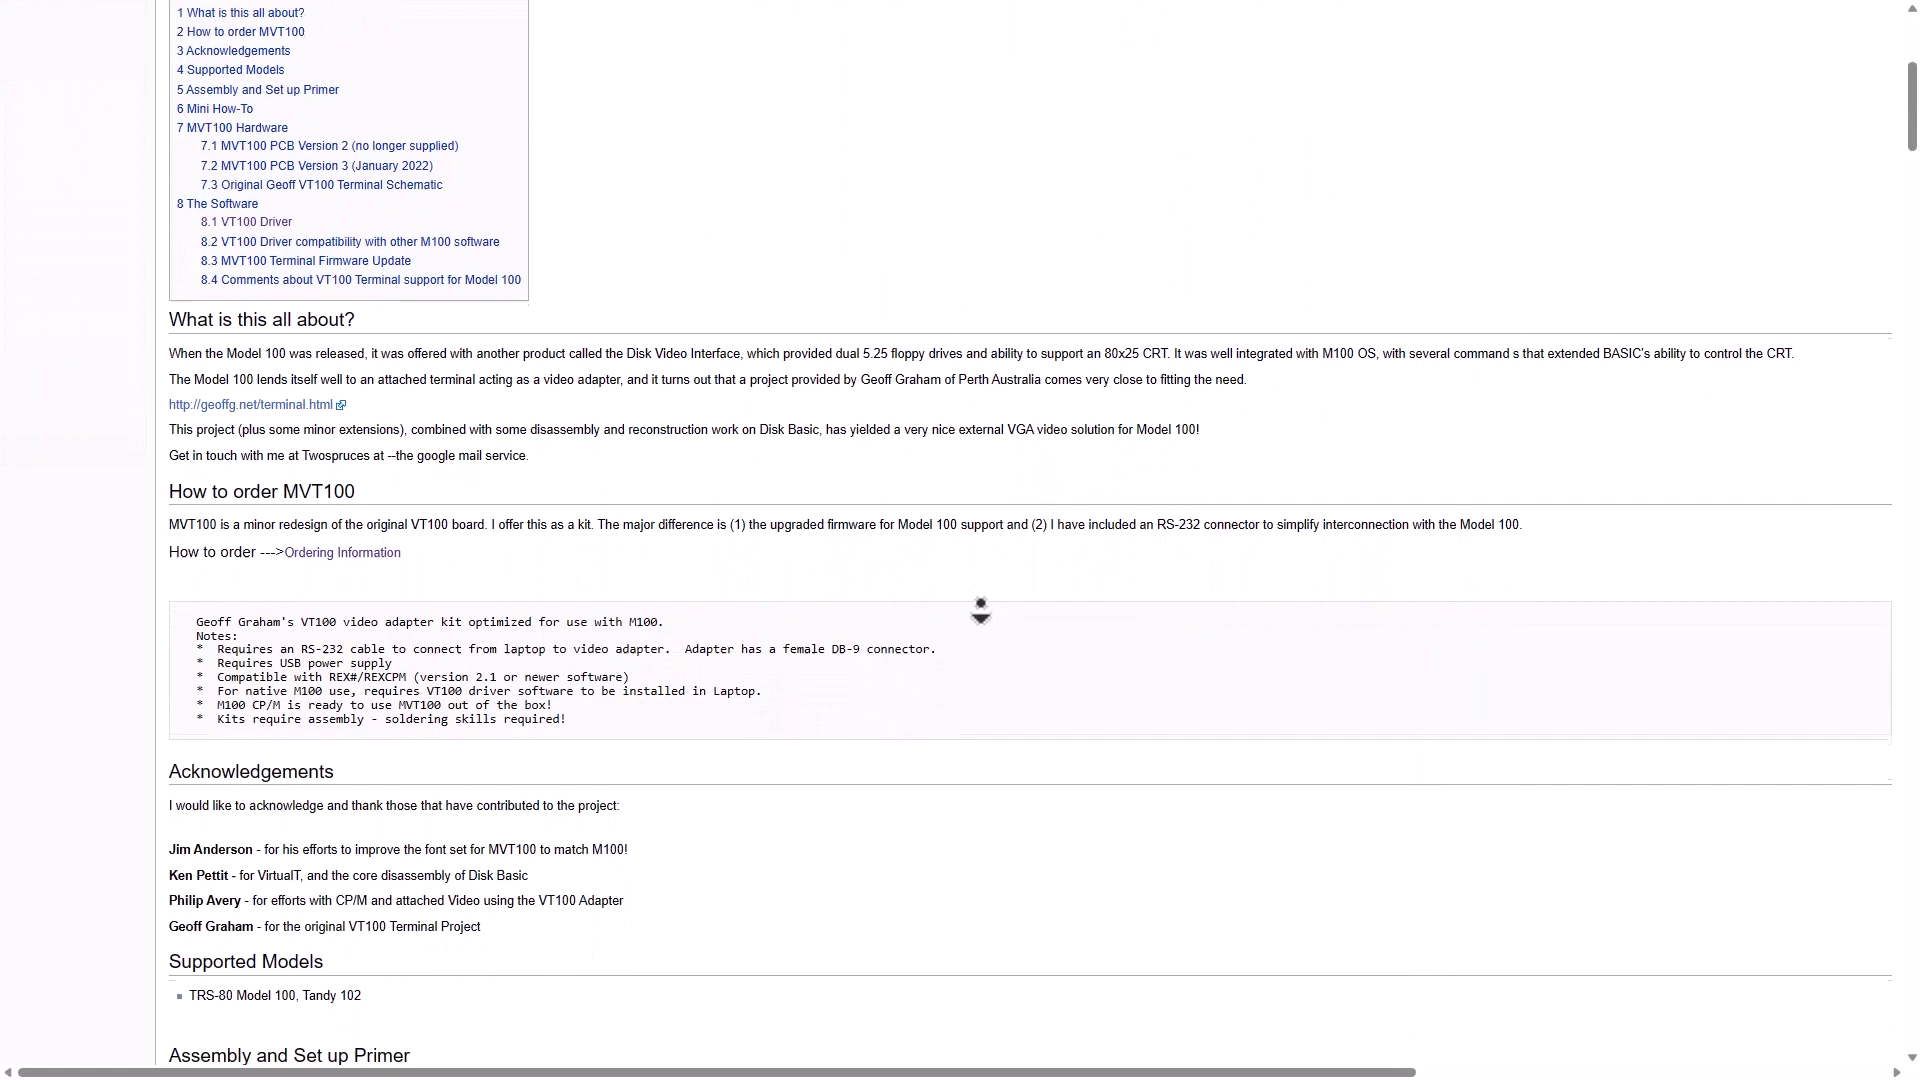 1 What is this all about?
2 How to order MVT100
3 Acknowledgements
4 Supported Models
5 Assembly and Set up Primer
6 Mini How-To
7 MVT100 Hardware
7.1 MVT100 PCB Version 2 (no longer supplied)
7.2 MVT100 PCB Version 3 (January 2022)
7.3 Original Geoff VT100 Terminal Schematic
8 The Software
8.1 VT100 Driver
8.2 VT100 Driver compatibility with other M100 software
8.3 MVT100 Terminal Firmware Update
8.4 Comments about VT100 Terminal support for Model 100
What is this all about?
When the Model 100 was released, it was offered with another product called the Disk Video Interface, which provided dual 5.25 floppy drives and ability to support an 80x25 CRT. It was well integrated with M100 OS, with several command s that extended BASIC's ability to control the CRT.
The Model 100 lends itself well to an attached terminal acting as a video adapter, and it turns out that a project provided by Geoff Graham of Perth Australia comes very close to fitting the need.
http://geoffg.net/terminal.html
This project (plus some minor extensions), combined with some disassembly and reconstruction work on Disk Basic, has yielded a very nice external VGA video solution for Model 100!
Get in touch with me at Twospruces at --the google mail service.
How to order MVT100
MVT100 is a minor redesign of the original VT100 board. I offer this as a kit. The major difference is (1) the upgraded firmware for Model 100 support and (2) I have included an RS-232 connector to simplify interconnection with the Model 100.
How to order --->Ordering Information
Geoff Graham's VT100 video adapter kit optimized for use with M100.
Notes:
* Requires an RS-232 cable to connect from laptop to video adapter. Adapter has a female DB-9 connector.
* Requires USB power supply
* Compatible with REX#/REXCPM (version 2.1 or newer software)
* For native M100 use, requires VT100 driver software to be installed in Laptop.
* M100 CP/M is ready to use MVT100 out of the box!
* Kits require assembly - soldering skills required!
Acknowledgements
I would like to acknowledge and thank those that have contributed to the project:
Jim Anderson - for his efforts to improve the font set for MVT100 to match M100!
Ken Pettit - for VirtualT, and the core disassembly of Disk Basic
Philip Avery - for efforts with CP/M and attached Video using the VT100 Adapter
Geoff Graham - for the original VT100 Terminal Project
Supported Models
TRS-80 Model 100, Tandy 102
Assembly and Set up Primer